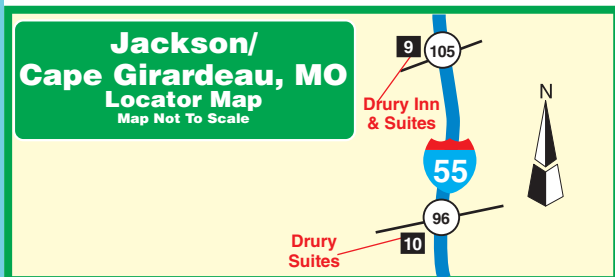 Jackson/
Cape Girardeau, MO
Locator Map
Map Not To Scale
9
105
Drury Inn
& Suites
N
55
96
Drury
Suites
10